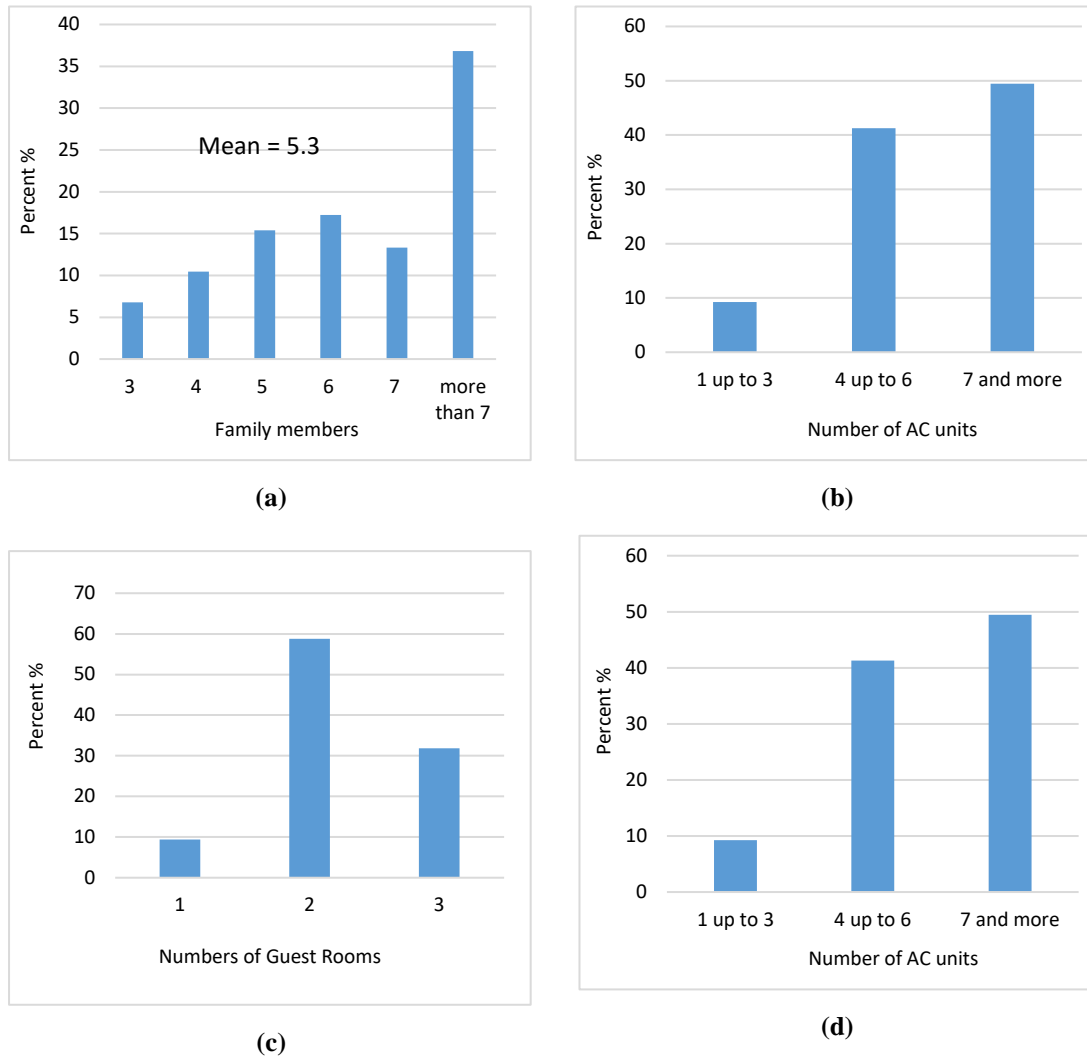 40
35
30
25
20
15
10
5
0
Percent %
Mean = 5.3
3 4 5 6 7 more than 7
Family members
(a)
60
50
40
30
20
10
0
Percent %
1 up to 3 4 up to 6 7 and more
Number of AC units
(b)
70
60
50
40
30
20
10
0
Percent %
1 2 3
Numbers of Guest Rooms
(c)
60
50
40
30
20
10
0
Percent %
1 up to 3 4 up to 6 7 and more
Number of AC units
(d)